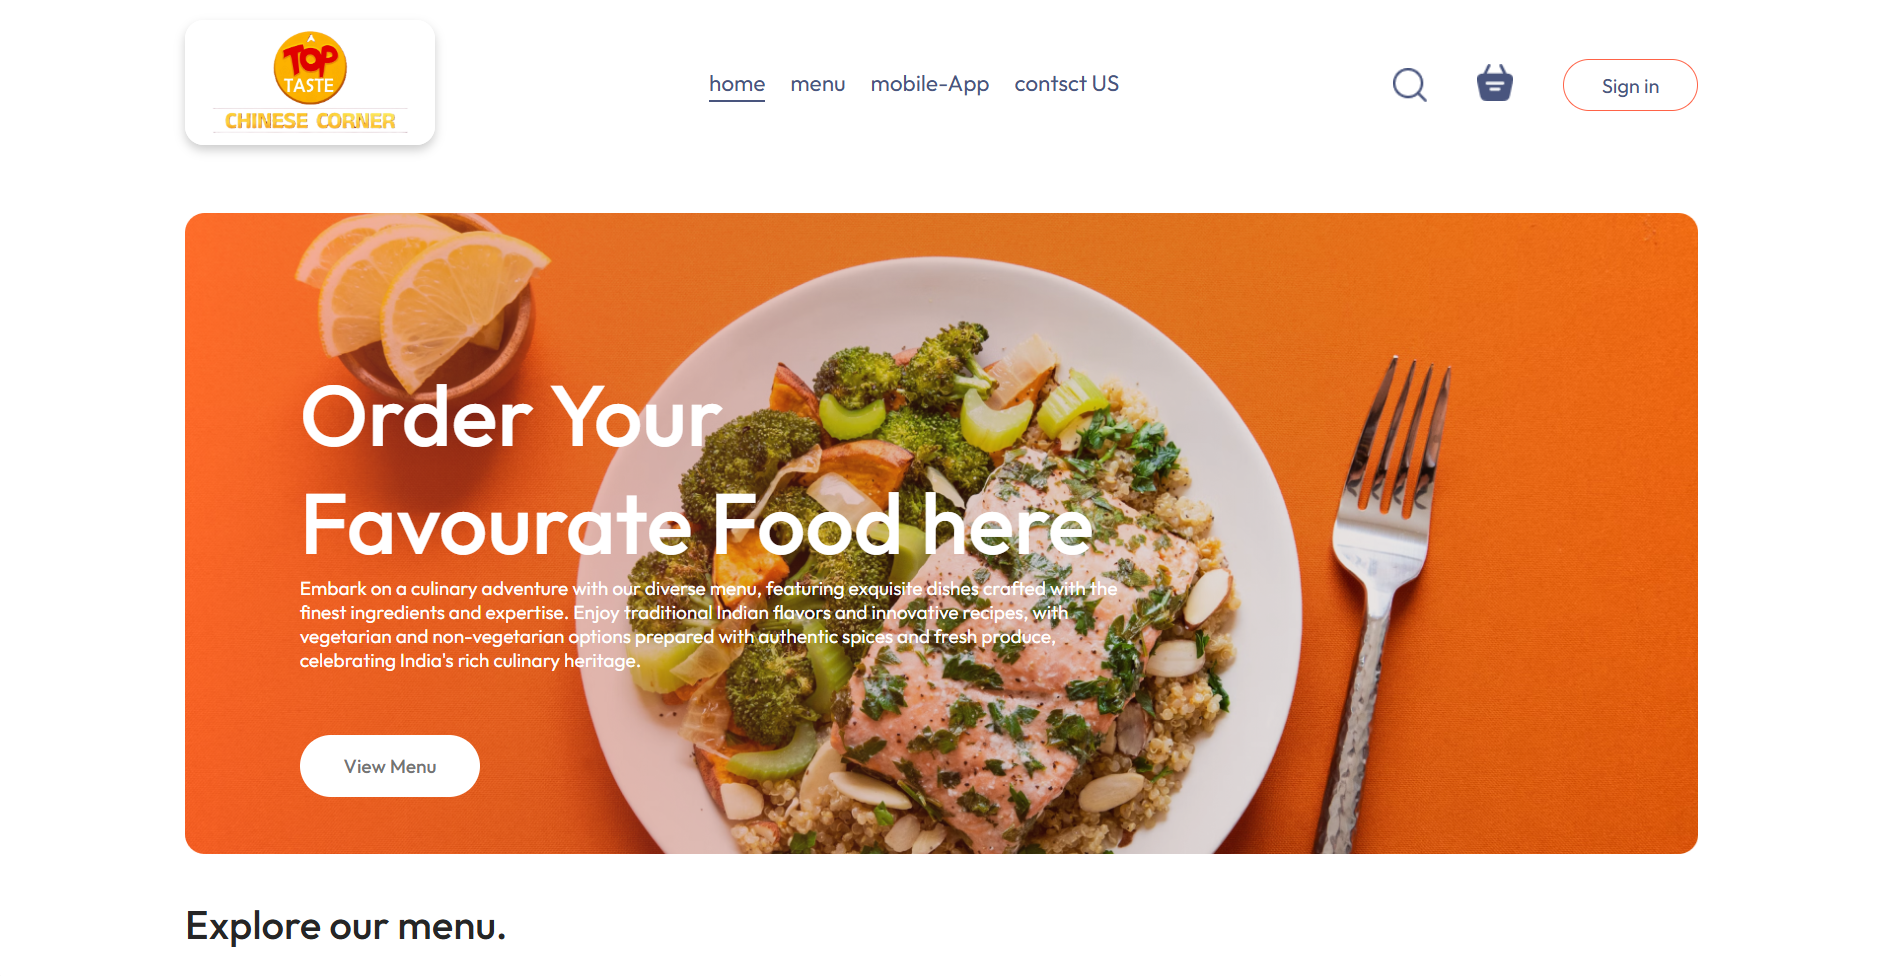 TOP
TASTE
CHINESE CORNER
home menu mobile-App contsct US
Sign in
Order Your
Favourate Food here
Embark on a culinary adventure with our diverse menu, featuring exquisite dishes crafted with the
finest ingredients and expertise. Enjoy traditional Indian flavors and innovative recipes, with
vegetarian and non-vegetarian options prepared with authentic spices and fresh produce,
celebrating India's rich culinary heritage.
View Menu
Explore our menu.